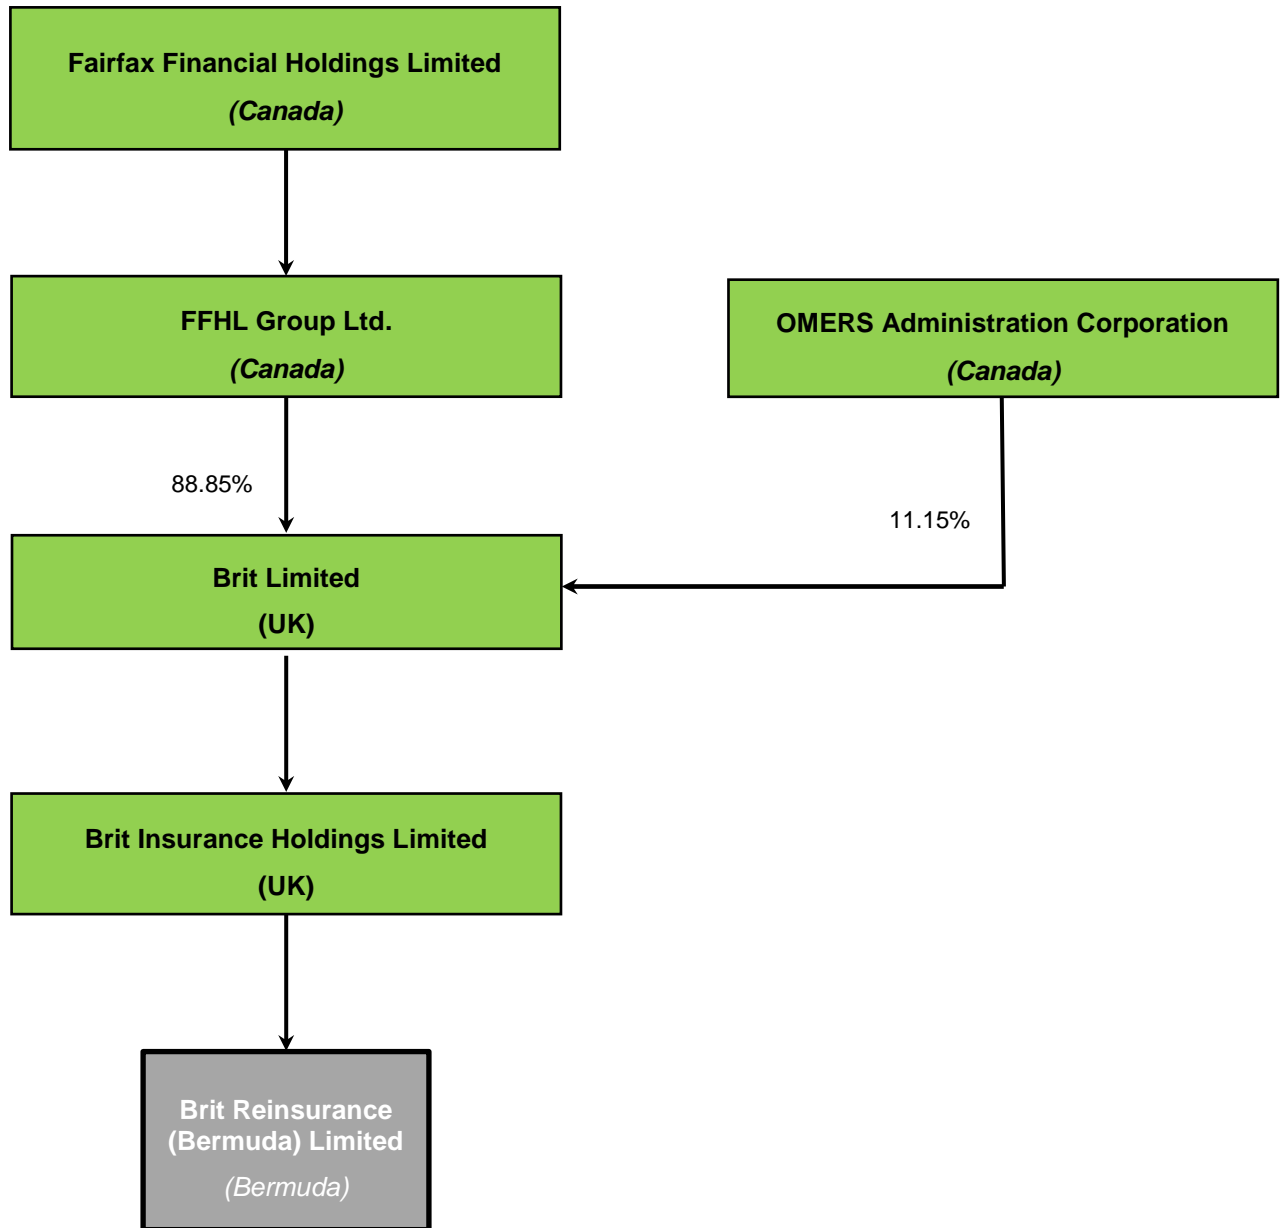 Fairfax Financial Holdings Limited
(Canada)
FFHL Group Ltd.
(Canada)
OMERS Administration Corporation
(Canada)
88.85%
11.15%
Brit Limited
(UK)
Brit Insurance Holdings Limited
(UK)
Brit Reinsurance
(Bermuda) Limited
(Bermuda)